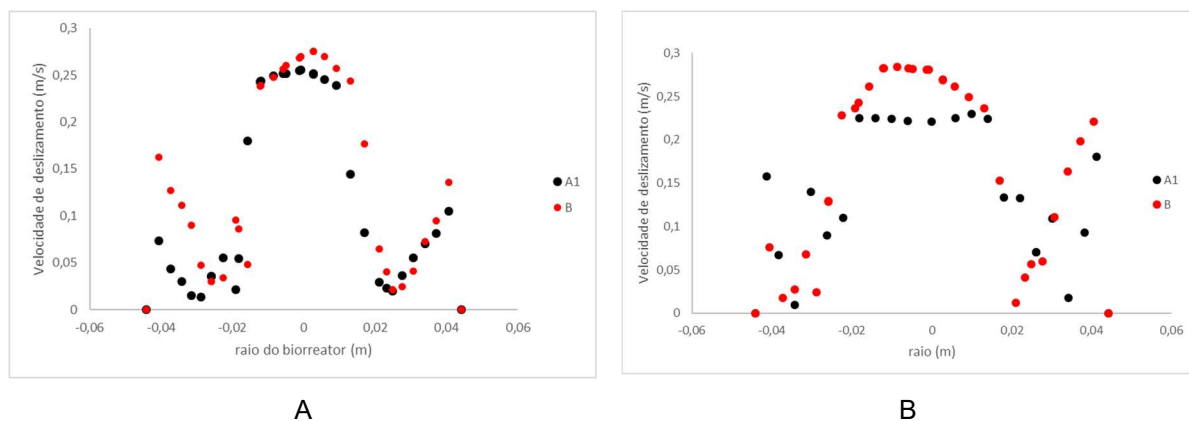 A
0,3
0,25
0,2
0,15
0,1
0,05
0
Velocidade de deslizamento (m/s)
-0,06
-0,04
-0,02
0
0,02
0,04
0,06
raio do biorreator (m)
A1
B
B
0,3
0,25
0,2
0,15
0,1
0,05
0
Velocidade de deslizamento (m/s)
-0,06
-0,04
-0,02
0
0,02
0,04
0,06
raio (m)
A1
B
A
B